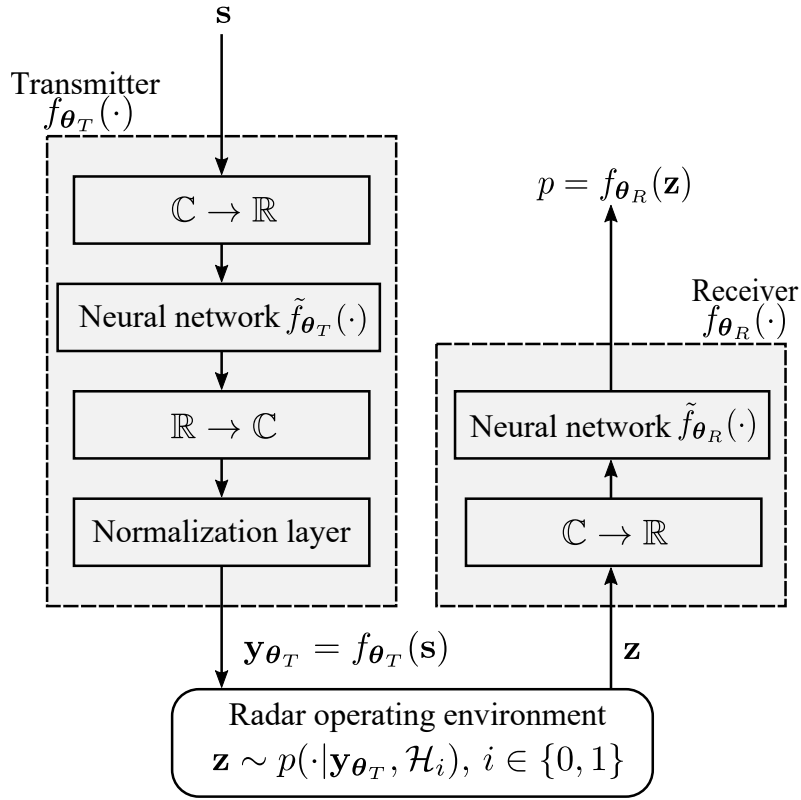 𝐬
Transmitter
f_{𝜽_T}(·)
ℂ → ℝ
Neural network f̃_{𝜽_T}(·)
ℝ → ℂ
Normalization layer
𝐲_{𝜽_T} = f_{𝜽_T}(𝐬)
Radar operating environment
𝐳 ∼ p(·|𝐲_{𝜽_T}, ℋ_i), i ∈ {0, 1}
𝐳
Receiver
f_{𝜽_R}(·)
ℂ → ℝ
Neural network f̃_{𝜽_R}(·)
p = f_{𝜽_R}(𝐳)